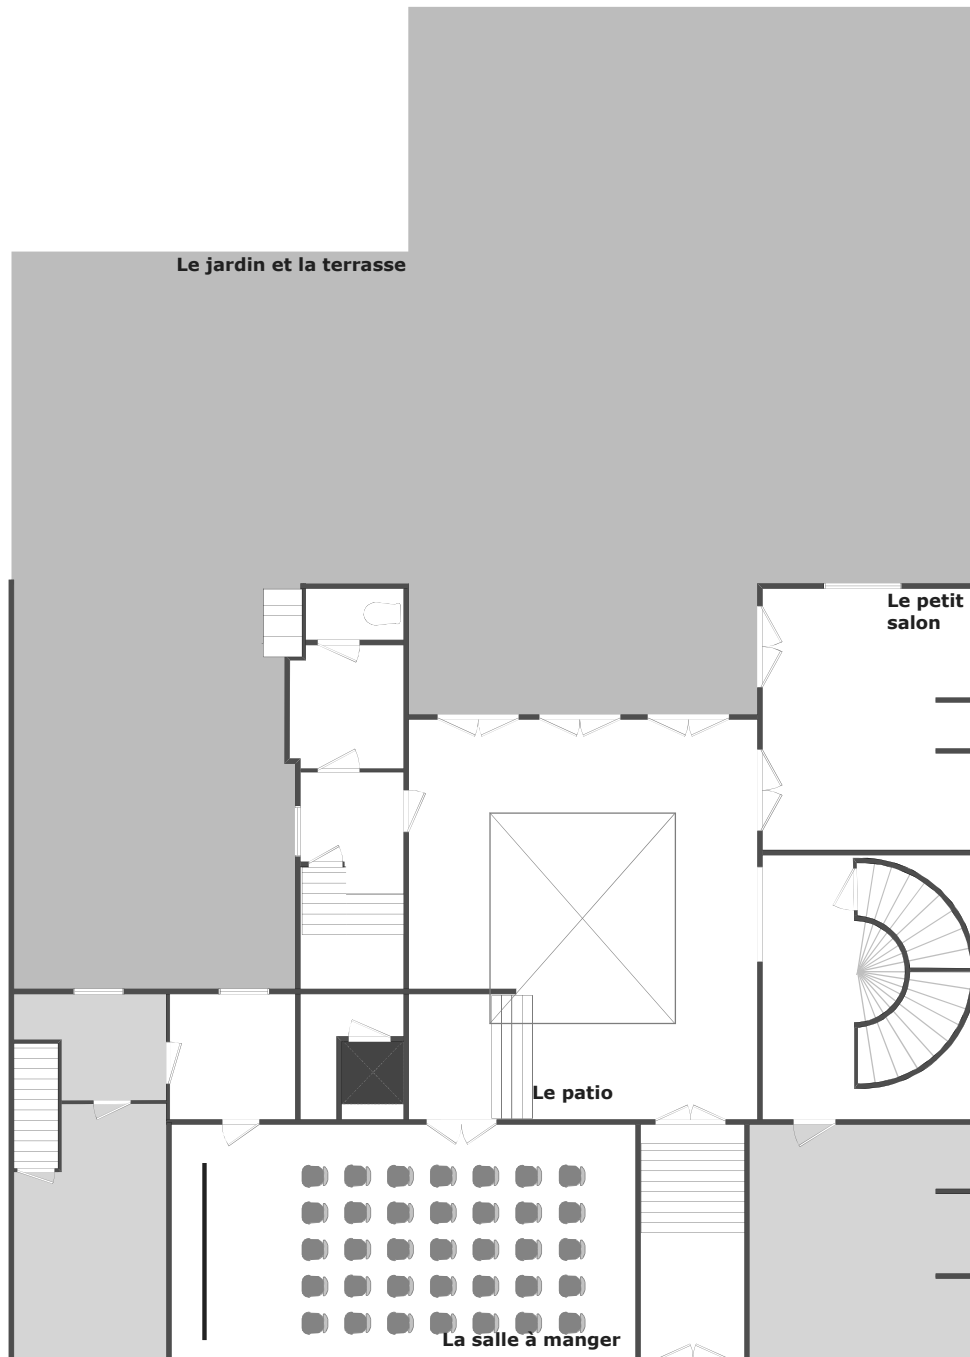 Le jardin et la terrasse
Le petit
salon
Le patio
La salle à manger